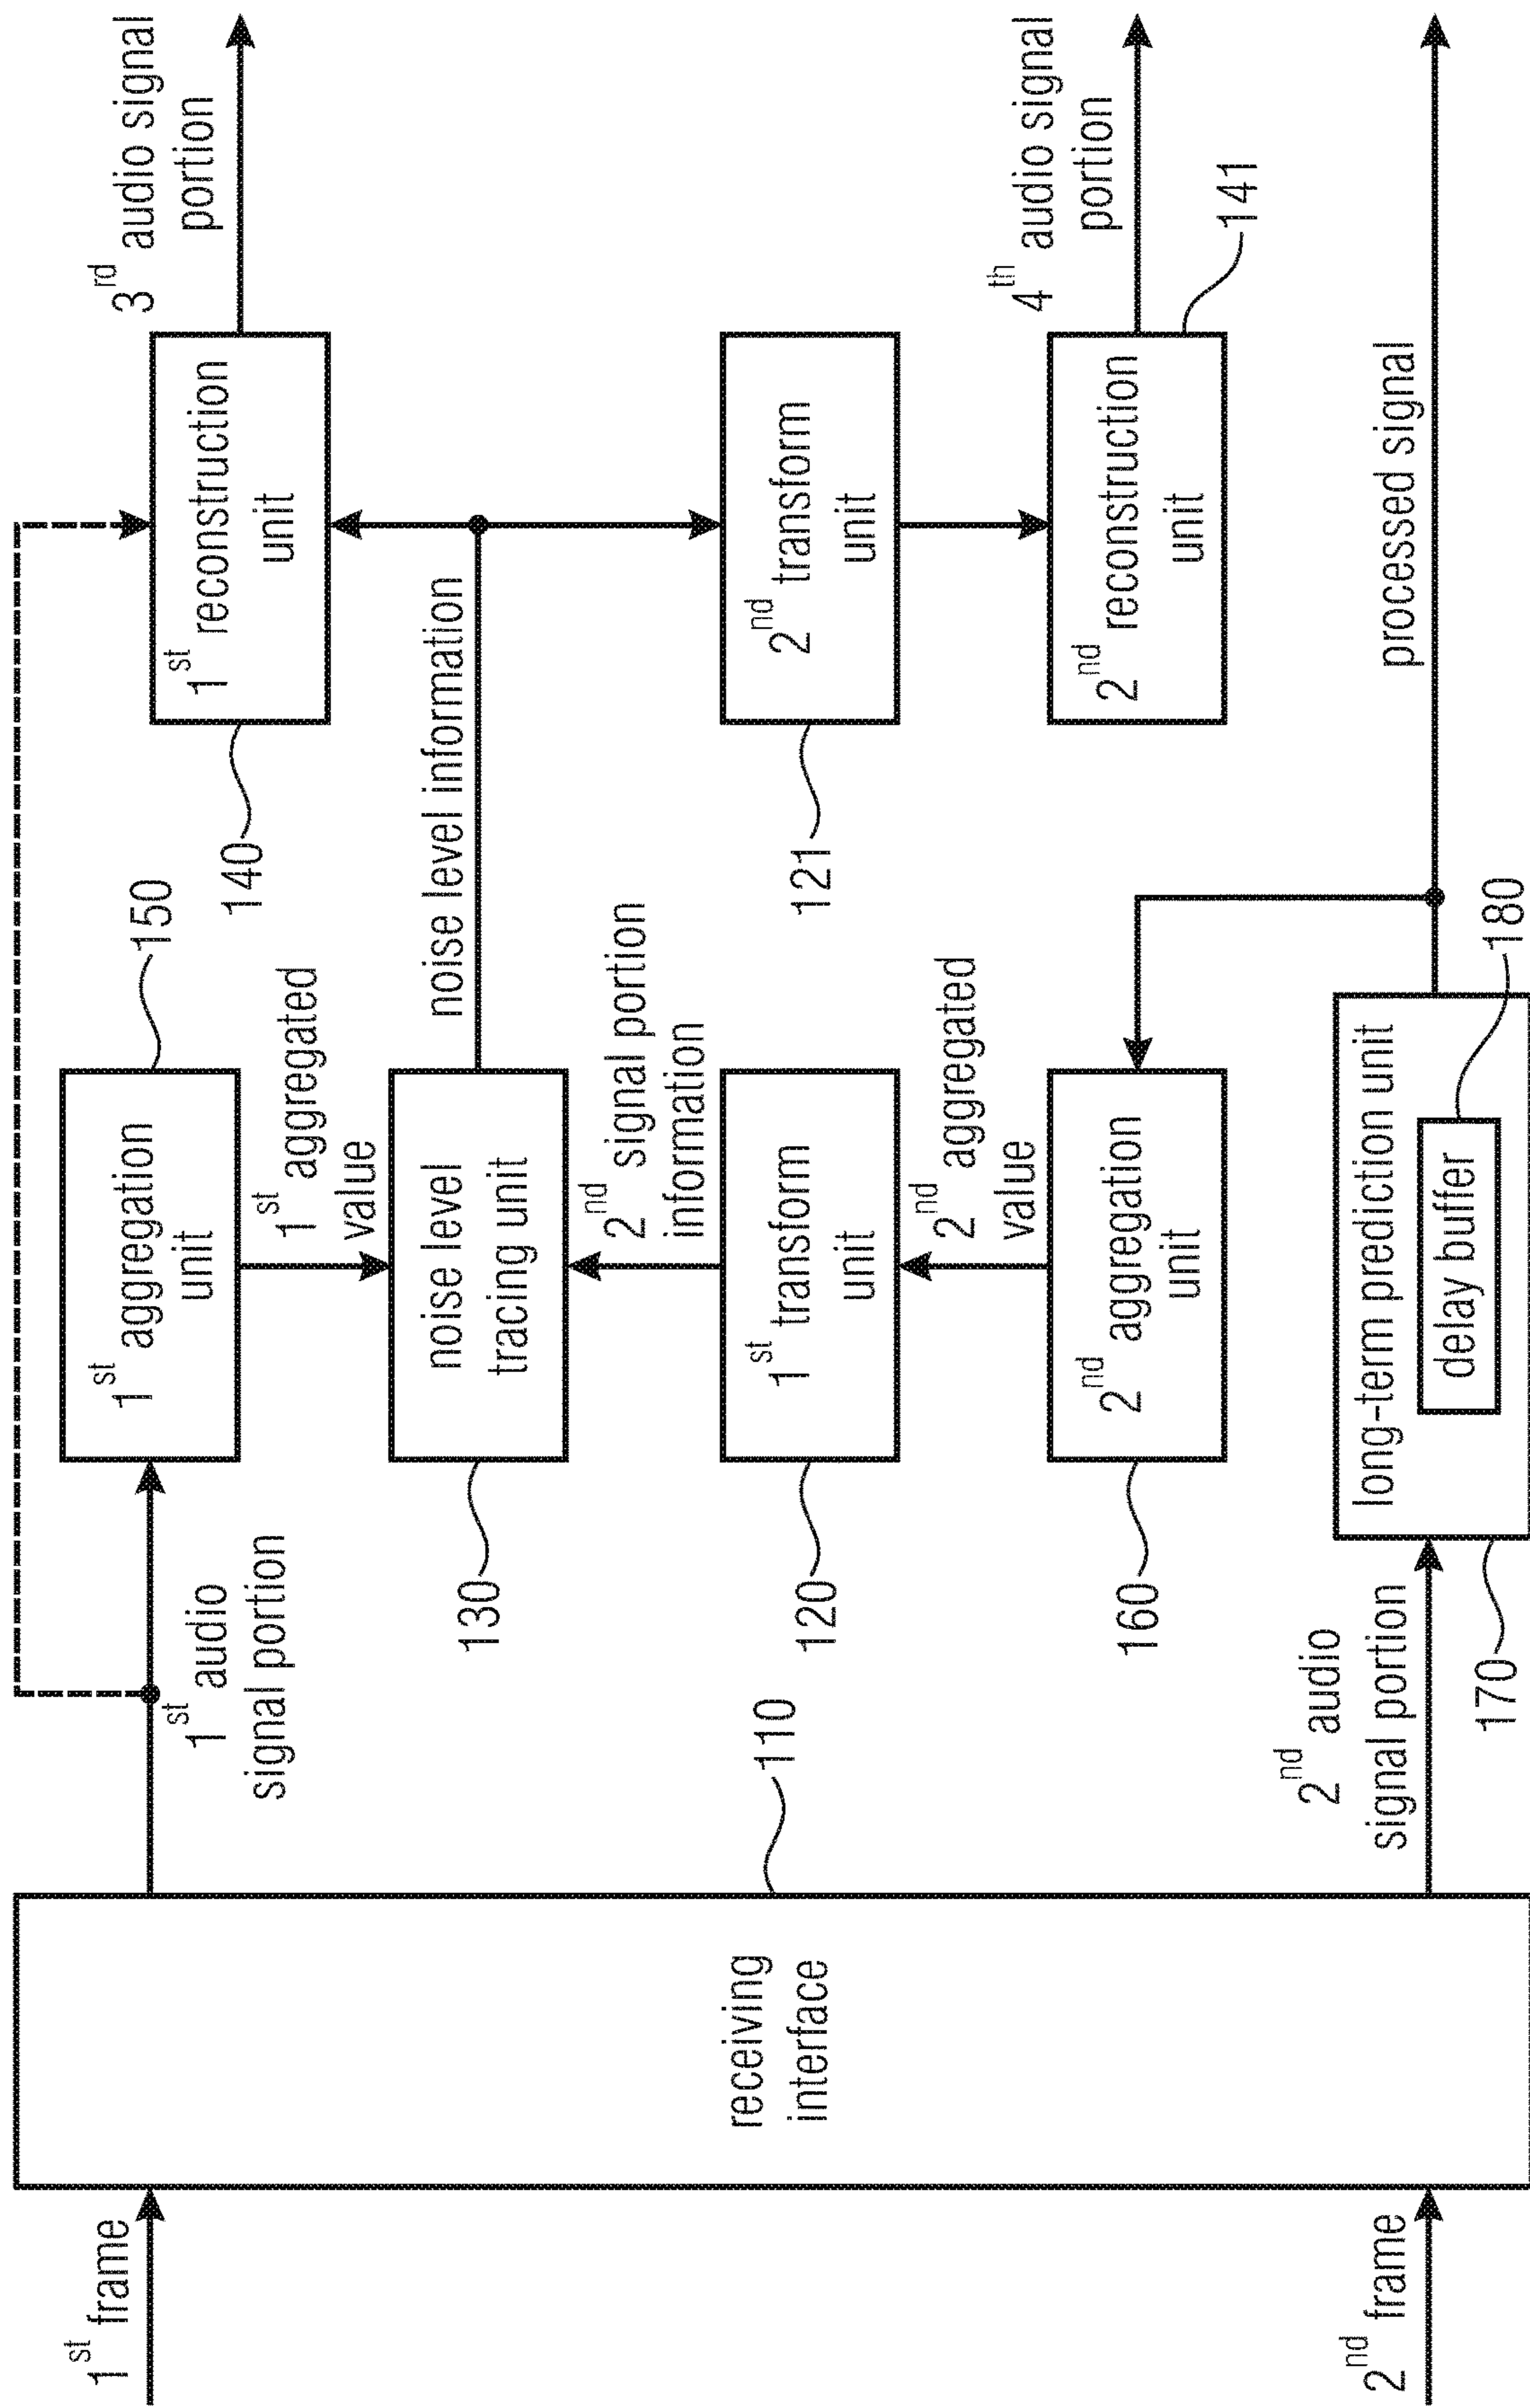 1st frame
2nd frame
receiving
interface
110
1st audio
signal portion
2nd audio
signal portion
1st aggregation
unit
150
1st aggregated
value
noise level
tracing unit
130
noise level information
2nd signal portion
information
1st transform
unit
120
2nd aggregated
value
2nd aggregation
unit
160
long-term prediction unit
delay buffer
170
180
1st reconstruction
unit
140
3rd audio signal
portion
2nd transform
unit
121
2nd reconstruction
unit
141
4th audio signal
portion
processed signal